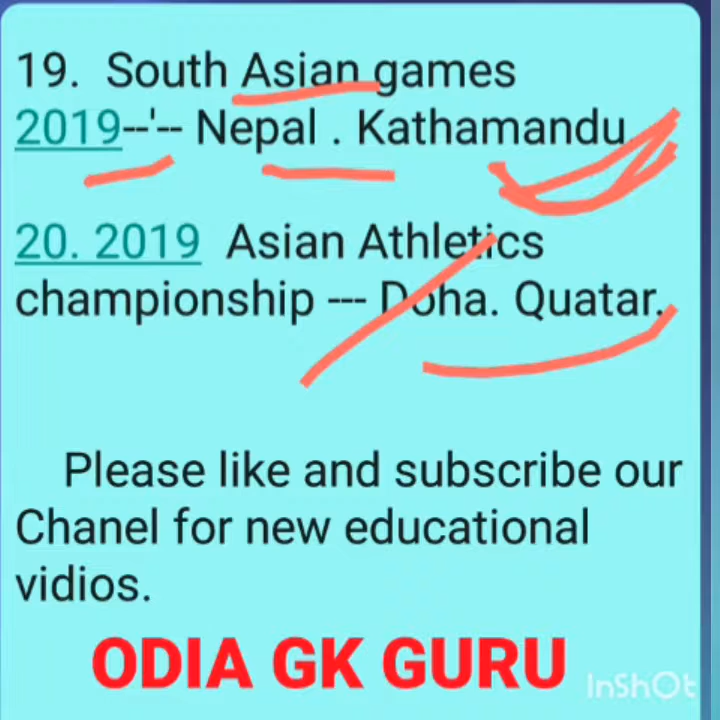 19. South Asian games
2019--'-- Nepal . Kathamandu
20. 2019 Asian Athletics
championship --- Doha. Quatar.
Please like and subscribe our
Chanel for new educational
vidios.
ODIA GK GURU
InShOt